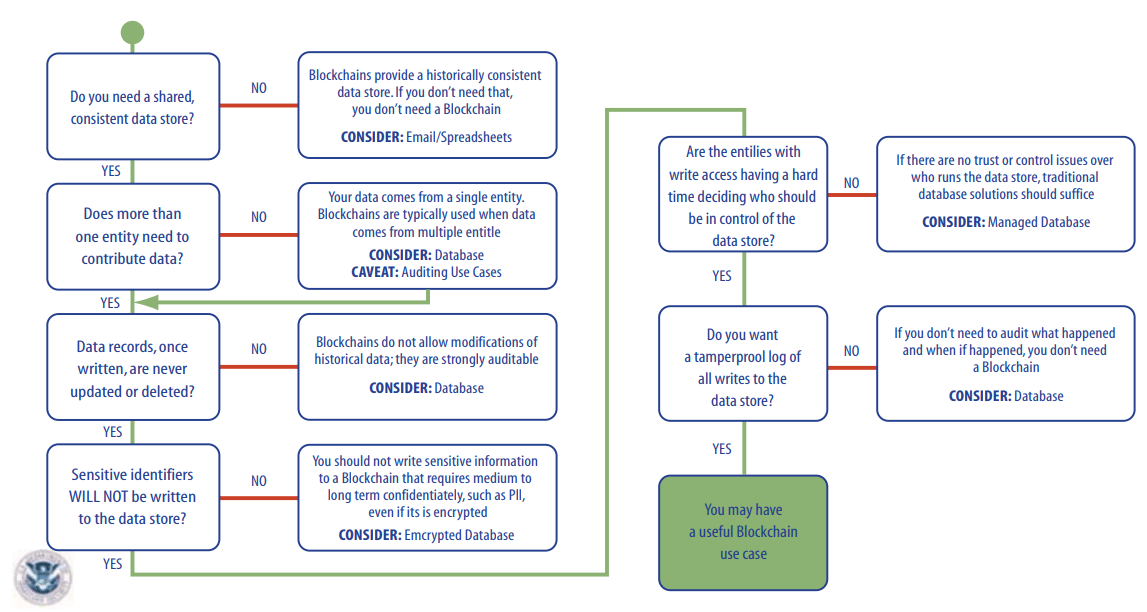 Do you need a shared,
consistent data store?
NO
Blockchains provide a historically consistent
data store. If you don't need that,
you don't need a Blockchain
CONSIDER: Email/Spreadsheets
YES
Does more than
one entity need to
contribute data?
NO
Your data comes from a single entity.
Blockchains are typically used when data
comes from multiple entitle
CONSIDER: Database
CAVEAT: Auditing Use Cases
YES
Data records, once
written, are never
updated or deleted?
NO
Blockchains do not allow modifications of
historical data; they are strongly auditable
CONSIDER: Database
YES
Sensitive identifiers
WILL NOT be written
to the data store?
NO
You should not write sensitive information
to a Blockchain that requires medium to
long term confidentiately, such as PII,
even if its is encrypted
CONSIDER: Emcrypted Database
YES
Are the entilies with
write access having a hard
time deciding who should
be in control of the
data store?
NO
If there are no trust or control issues over
who runs the data store, traditional
database solutions should suffice
CONSIDER: Managed Database
YES
Do you want
a tamperprool log of
all writes to the
data store?
NO
If you don't need to audit what happened
and when if happened, you don't need
a Blockchain
CONSIDER: Database
YES
You may have
a useful Blockchain
use case